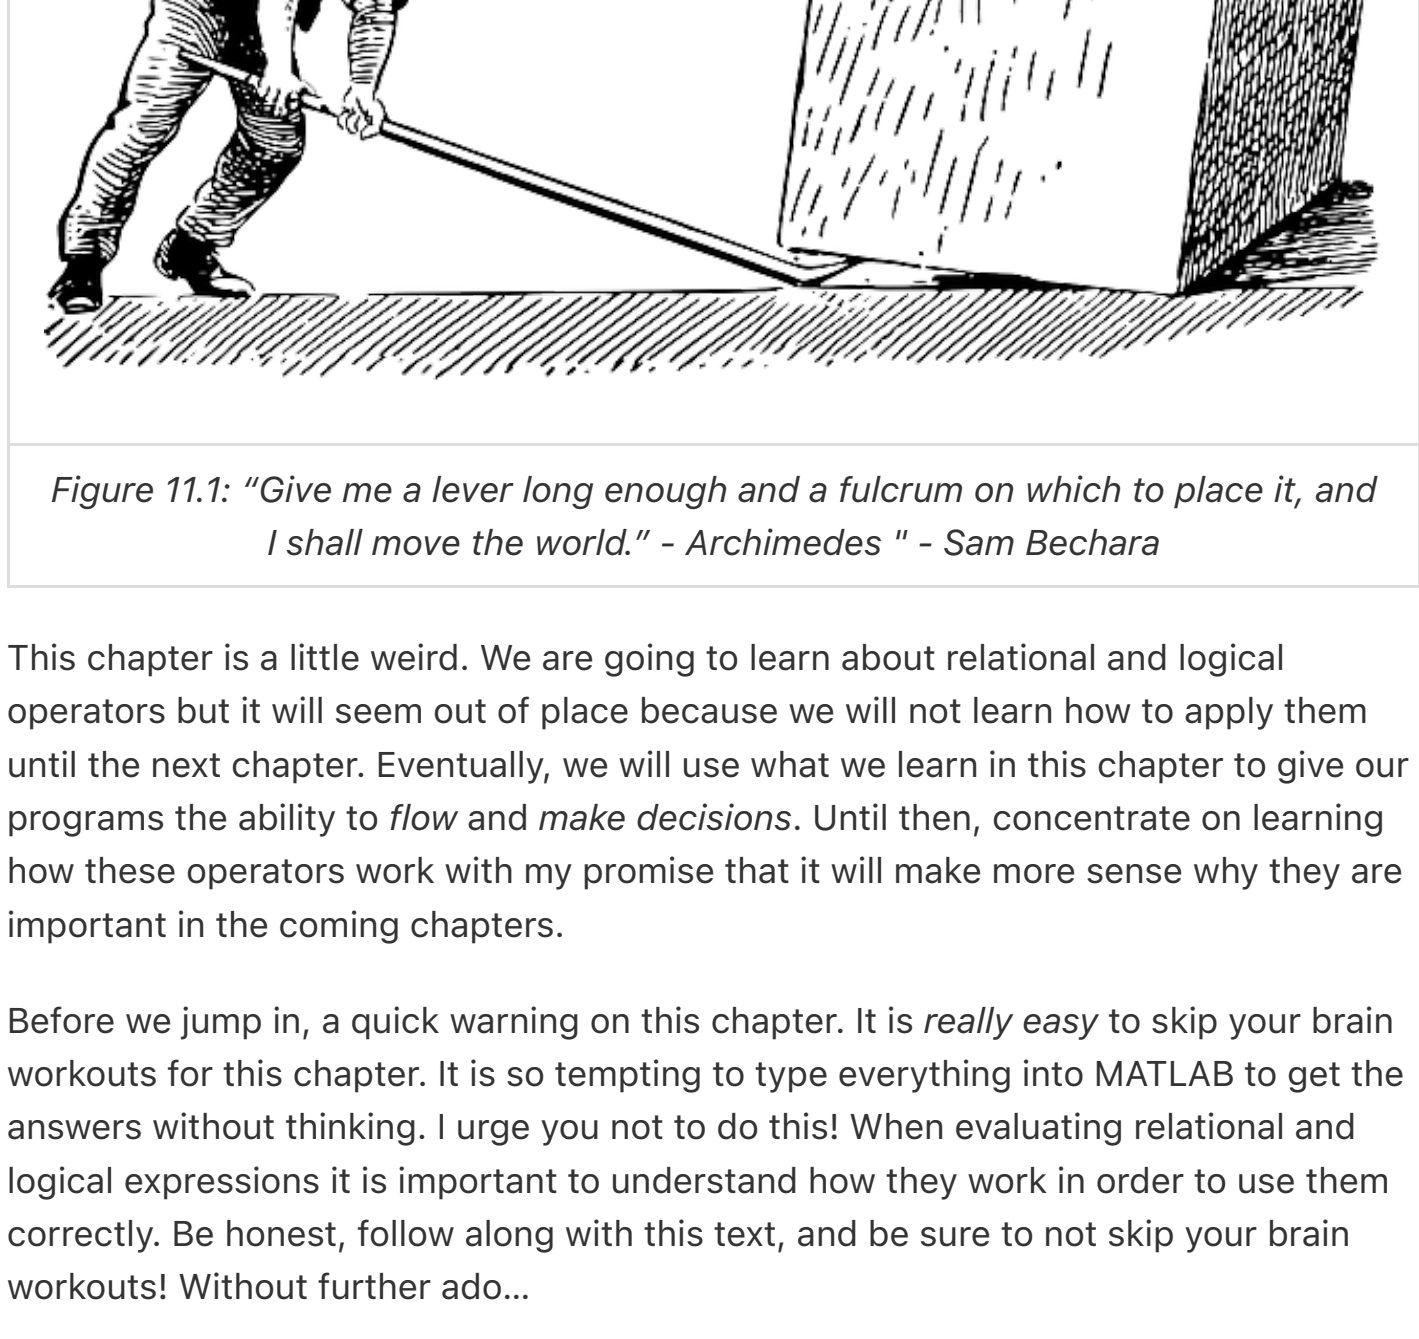 Figure 11.1: “Give me a lever long enough and a fulcrum on which to place it, and
I shall move the world.” - Archimedes " - Sam Bechara
This chapter is a little weird. We are going to learn about relational and logical
operators but it will seem out of place because we will not learn how to apply them
until the next chapter. Eventually, we will use what we learn in this chapter to give our
programs the ability to flow and make decisions. Until then, concentrate on learning
how these operators work with my promise that it will make more sense why they are
important in the coming chapters.
Before we jump in, a quick warning on this chapter. It is really easy to skip your brain
workouts for this chapter. It is so tempting to type everything into MATLAB to get the
answers without thinking. I urge you not to do this! When evaluating relational and
logical expressions it is important to understand how they work in order to use them
correctly. Be honest, follow along with this text, and be sure to not skip your brain
workouts! Without further ado...